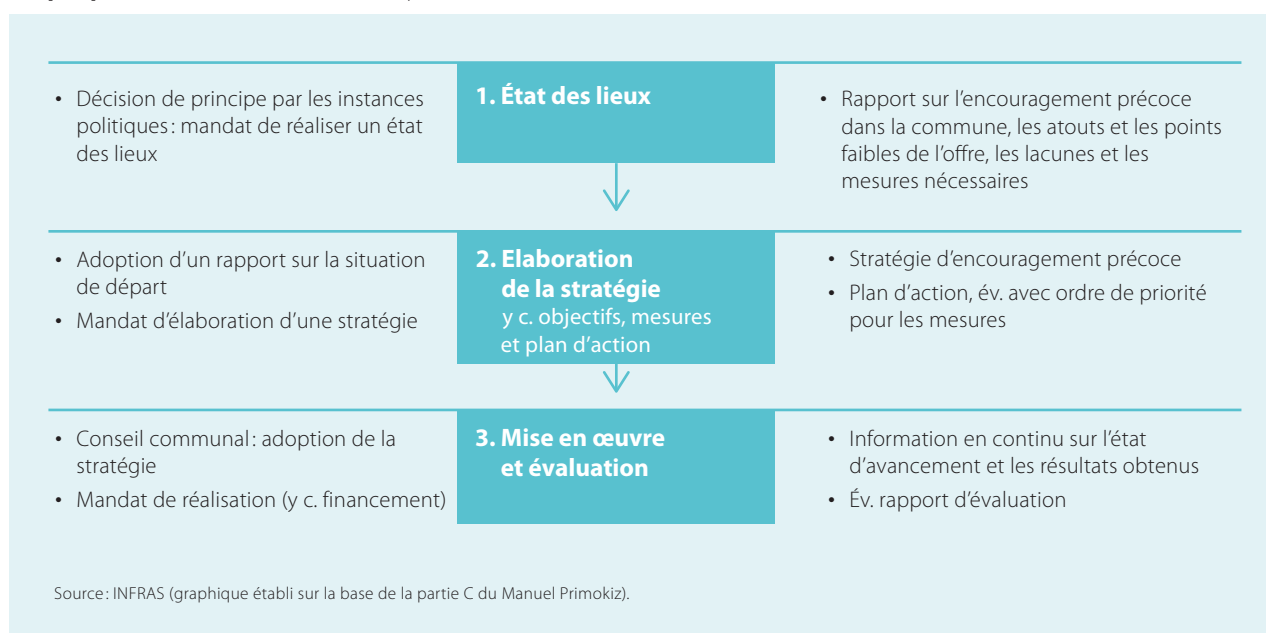 • Décision de principe par les instances
politiques : mandat de réaliser un état
des lieux
1. État des lieux
• Rapport sur l’encouragement précoce
dans la commune, les atouts et les points
faibles de l’offre, les lacunes et les
mesures nécessaires
• Adoption d’un rapport sur la situation
de départ
• Mandat d’élaboration d’une stratégie
2. Elaboration
de la stratégie
y c. objectifs, mesures
et plan d’action
• Stratégie d’encouragement précoce
• Plan d’action, év. avec ordre de priorité
pour les mesures
• Conseil communal : adoption de la
stratégie
• Mandat de réalisation (y c. financement)
3. Mise en œuvre
et évaluation
• Information en continu sur l’état
d’avancement et les résultats obtenus
• Év. rapport d’évaluation
Source : INFRAS (graphique établi sur la base de la partie C du Manuel Primokiz).